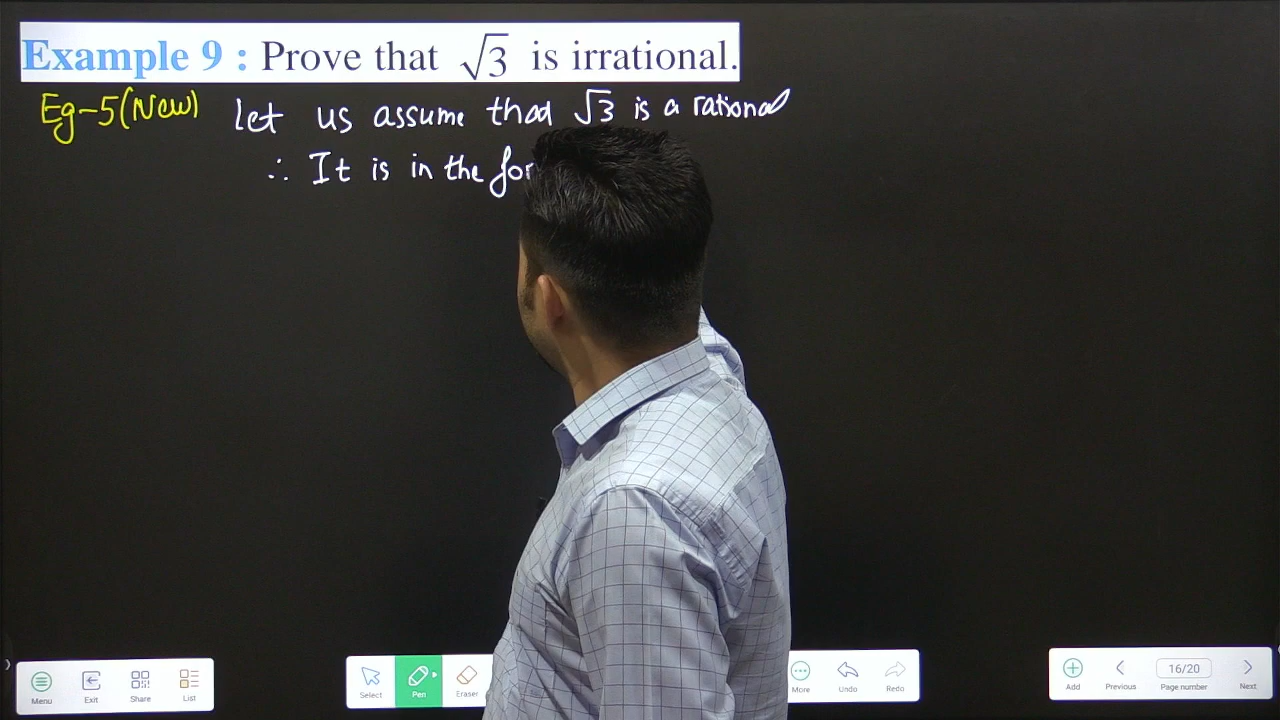 Example 9 : Prove that √3 is irrational.
Eg-5(New) Let us assume that √3 is a rational
∴ It is in the for
Menu Exit Share List
Select Pen Eraser
More Undo Redo
Add Previous 16/20 Page number Next